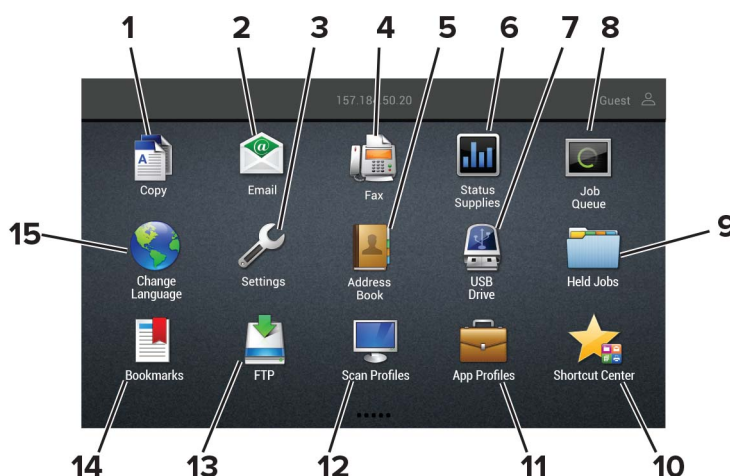 1 2 3 4 5 6 7 8
157.184.50.20 Guest
A @
Copy Email Fax Status Supplies Job Queue
15 9
Change Language Settings Address Book USB Drive Held Jobs
Bookmarks FTP Scan Profiles App Profiles Shortcut Center
14 13 12 11 10